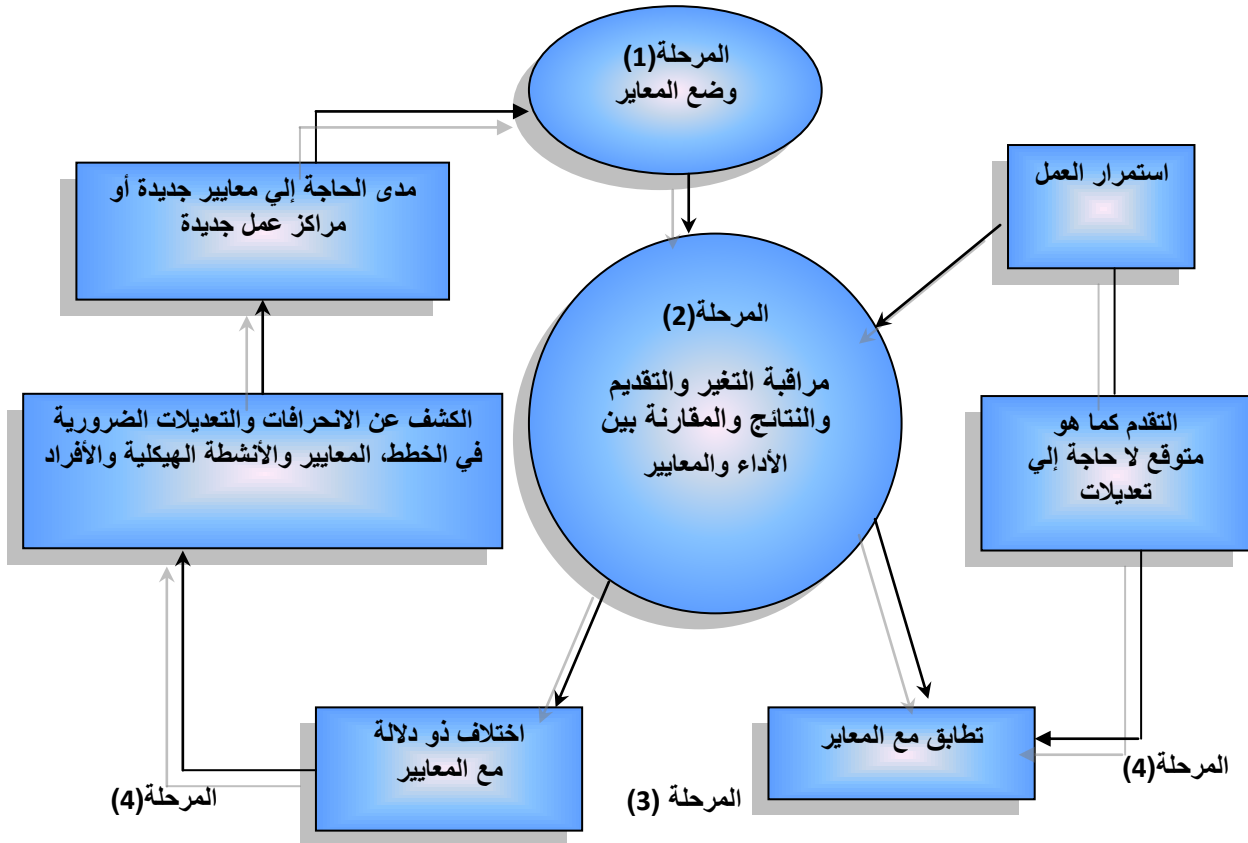 المرحلة(1)
وضع المعاير
استمرار العمل
مدى الحاجة إلي معايير جديدة أو
مراكز عمل جديدة
المرحلة(2)
مراقبة التغير والتقديم
والنتائج والمقارنة بين
الأداء والمعايير
التقدم كما هو
متوقع لا حاجة إلي
تعديلات
الكشف عن الانحرافات والتعديلات الضرورية
في الخطط، المعايير والأنشطة الهيكلية والأفراد
تطابق مع المعاير
اختلاف ذو دلالة
مع المعايير
المرحلة(4)
المرحلة (3)
المرحلة(4)